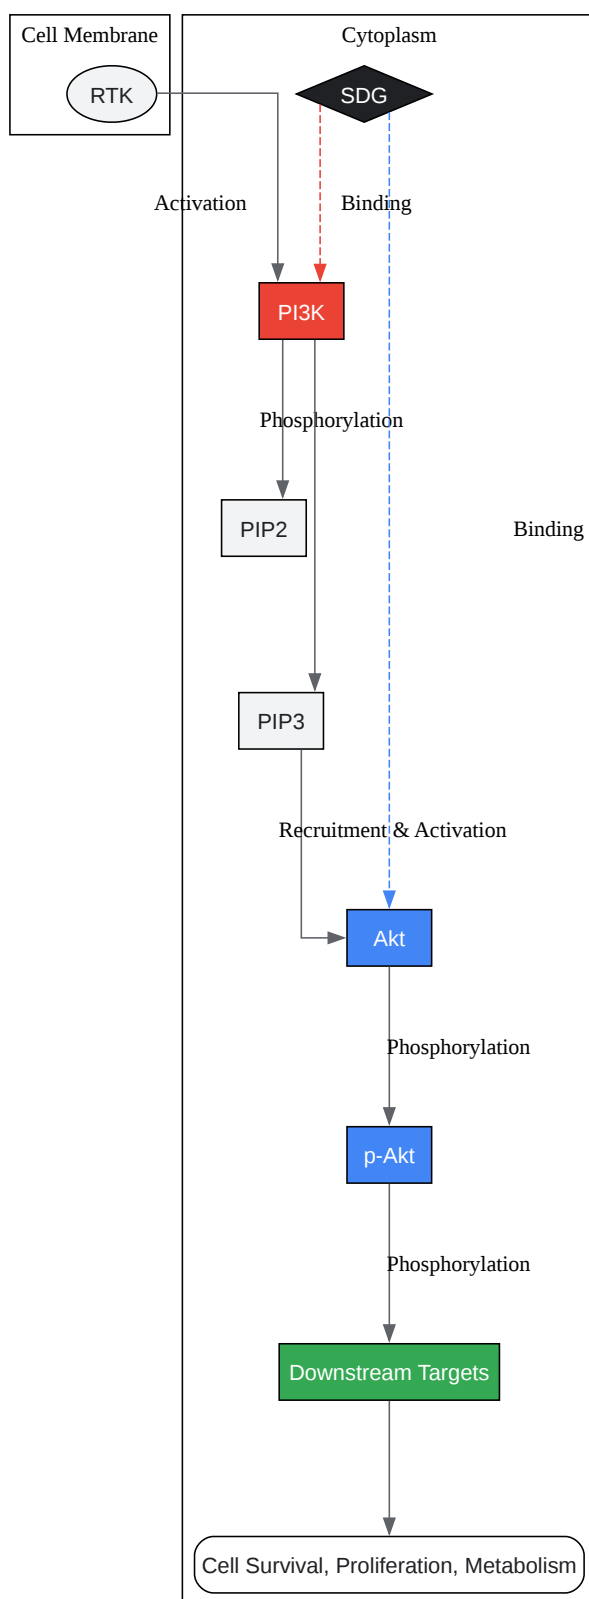 Cell Membrane
Cytoplasm
RTK
SDG
Activation
Binding
PI3K
Phosphorylation
PIP2
Binding
PIP3
Recruitment & Activation
Akt
Phosphorylation
p-Akt
Phosphorylation
Downstream Targets
Cell Survival, Proliferation, Metabolism